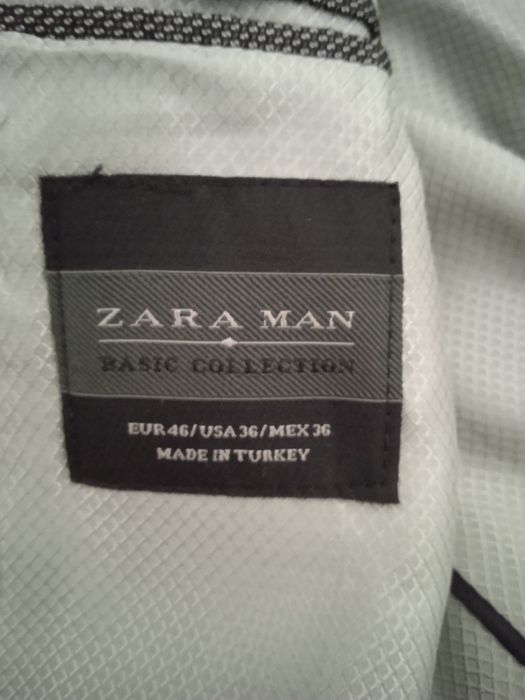 ZARA MAN
BASIC COLLECTION
EUR 46/USA 36/MEX 36
MADE IN TURKEY